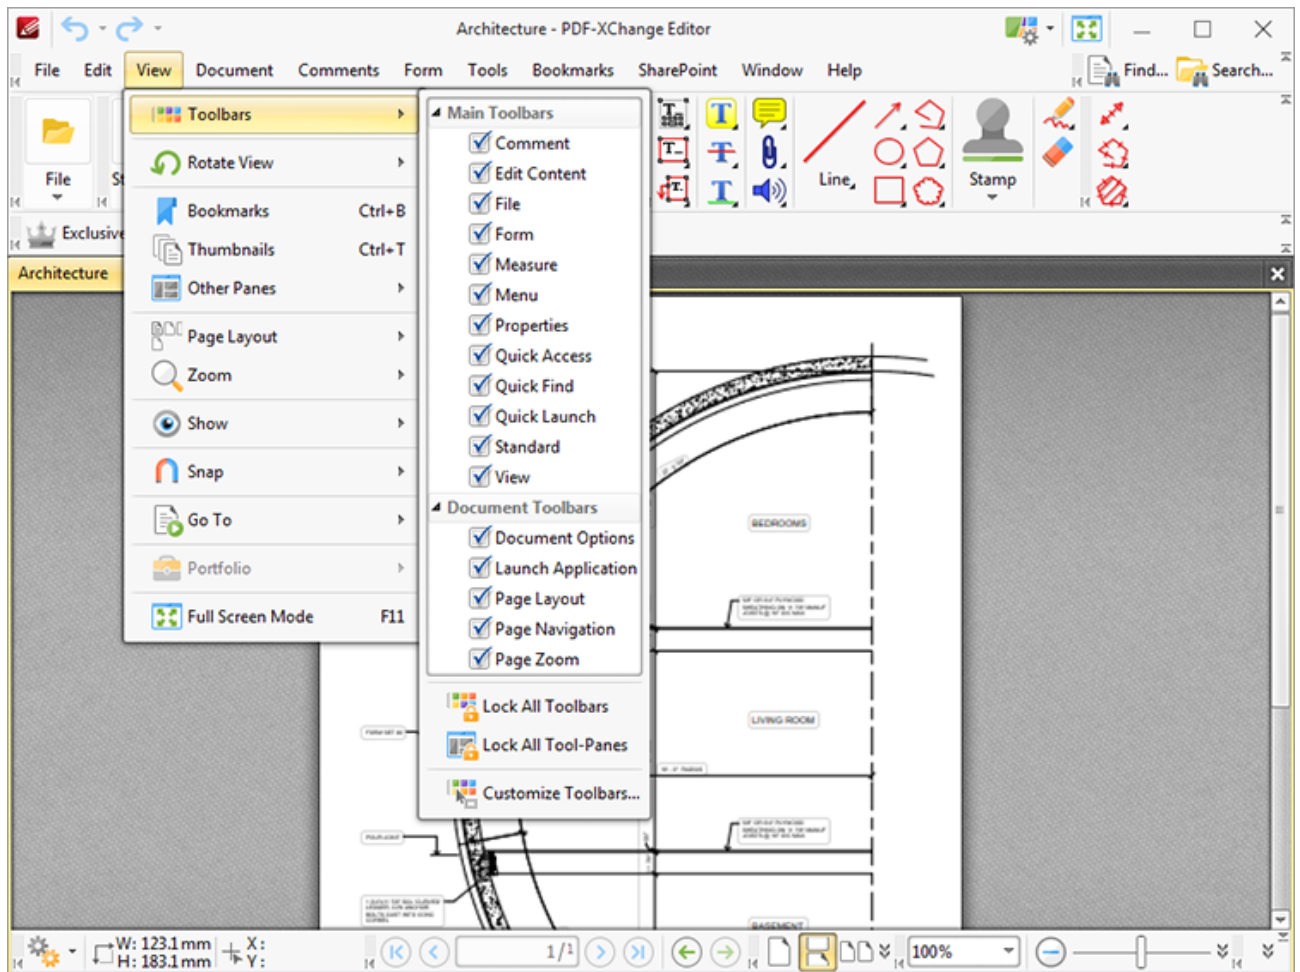 Architecture - PDF-XChange Editor
File Edit View Document Comments Form Tools Bookmarks SharePoint Window Help Find... Search...
Toolbars
Rotate View
Bookmarks Ctrl+B
Thumbnails Ctrl+T
Other Panes
Page Layout
Zoom
Show
Snap
Go To
Portfolio
Full Screen Mode F11
Main Toolbars
Comment
Edit Content
File
Form
Measure
Menu
Properties
Quick Access
Quick Find
Quick Launch
Standard
View
Document Toolbars
Document Options
Launch Application
Page Layout
Page Navigation
Page Zoom
Lock All Toolbars
Lock All Tool-Panes
Customize Toolbars...
File
St
Line
Stamp
Exclusive
Architecture
BEDROOMS
LIVING ROOM
BASEMENT
W: 123.1 mm
H: 183.1 mm
X:
Y:
1/1
100%